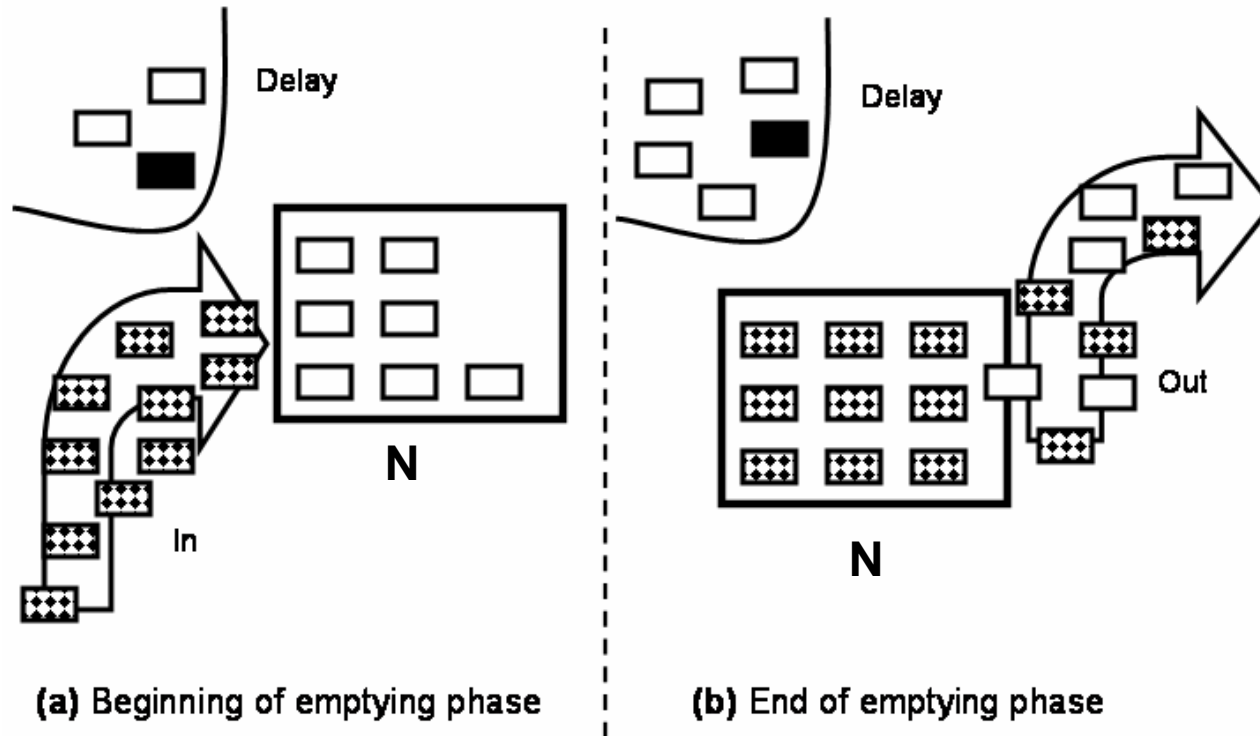 Delay
N
In
(a) Beginning of emptying phase
Delay
Out
N
(b) End of emptying phase